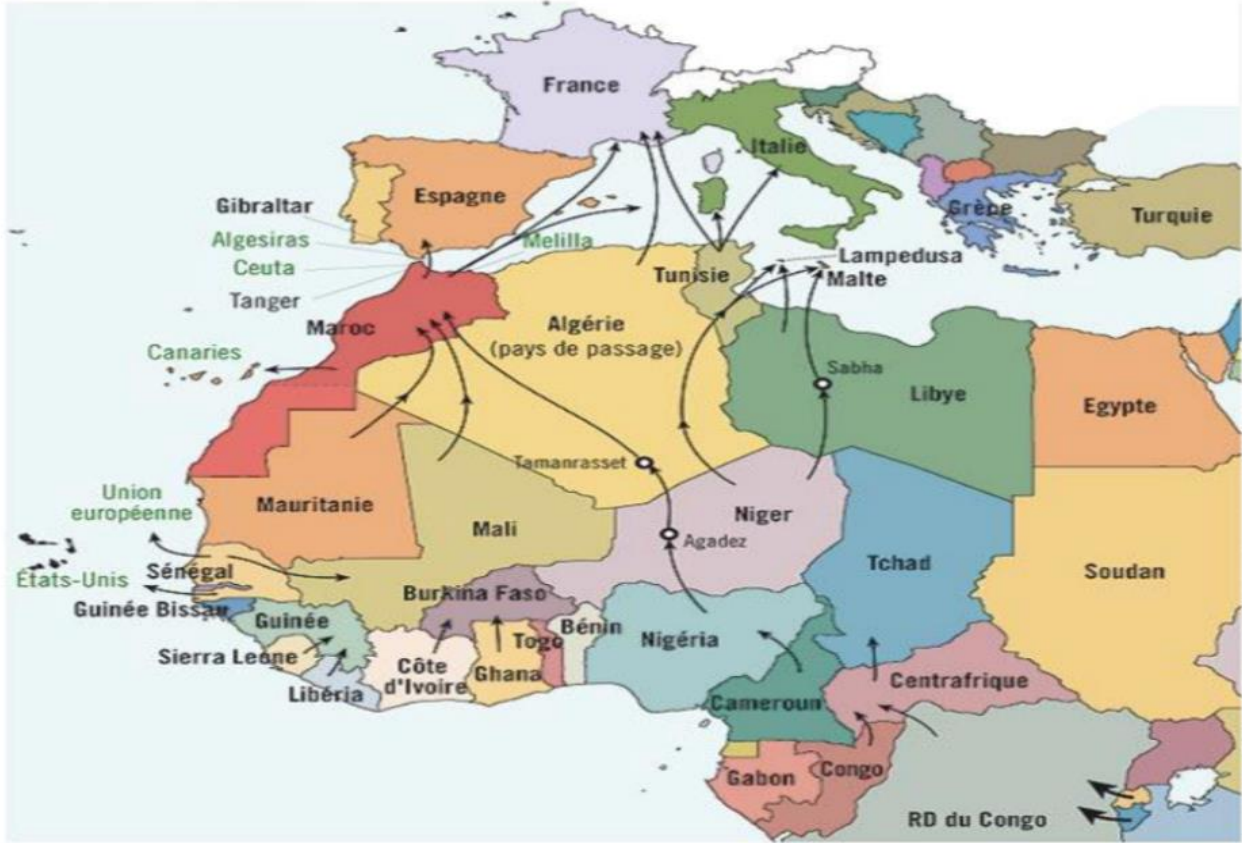 France
Italie
Espagne
Gibraltar
Algesiras
Ceuta
Melilla
Tanger
Grèce
Turquie
Lampedusa
Malte
Tunisie
Maroc
Algérie
(pays de passage)
Canaries
Sabha
Libye
Egypte
Tamanrasset
Union
européenne
Mauritanie
Mali
Niger
Agadez
Tchad
Soudan
États-Unis
Sénégal
Guinée Bissau
Guinée
Burkina Faso
Bénin
Togo
Nigéria
Sierra Leone
Libéria
Côte
d'Ivoire
Ghana
Centrafrique
Cameroun
Gabon
Congo
RD du Congo